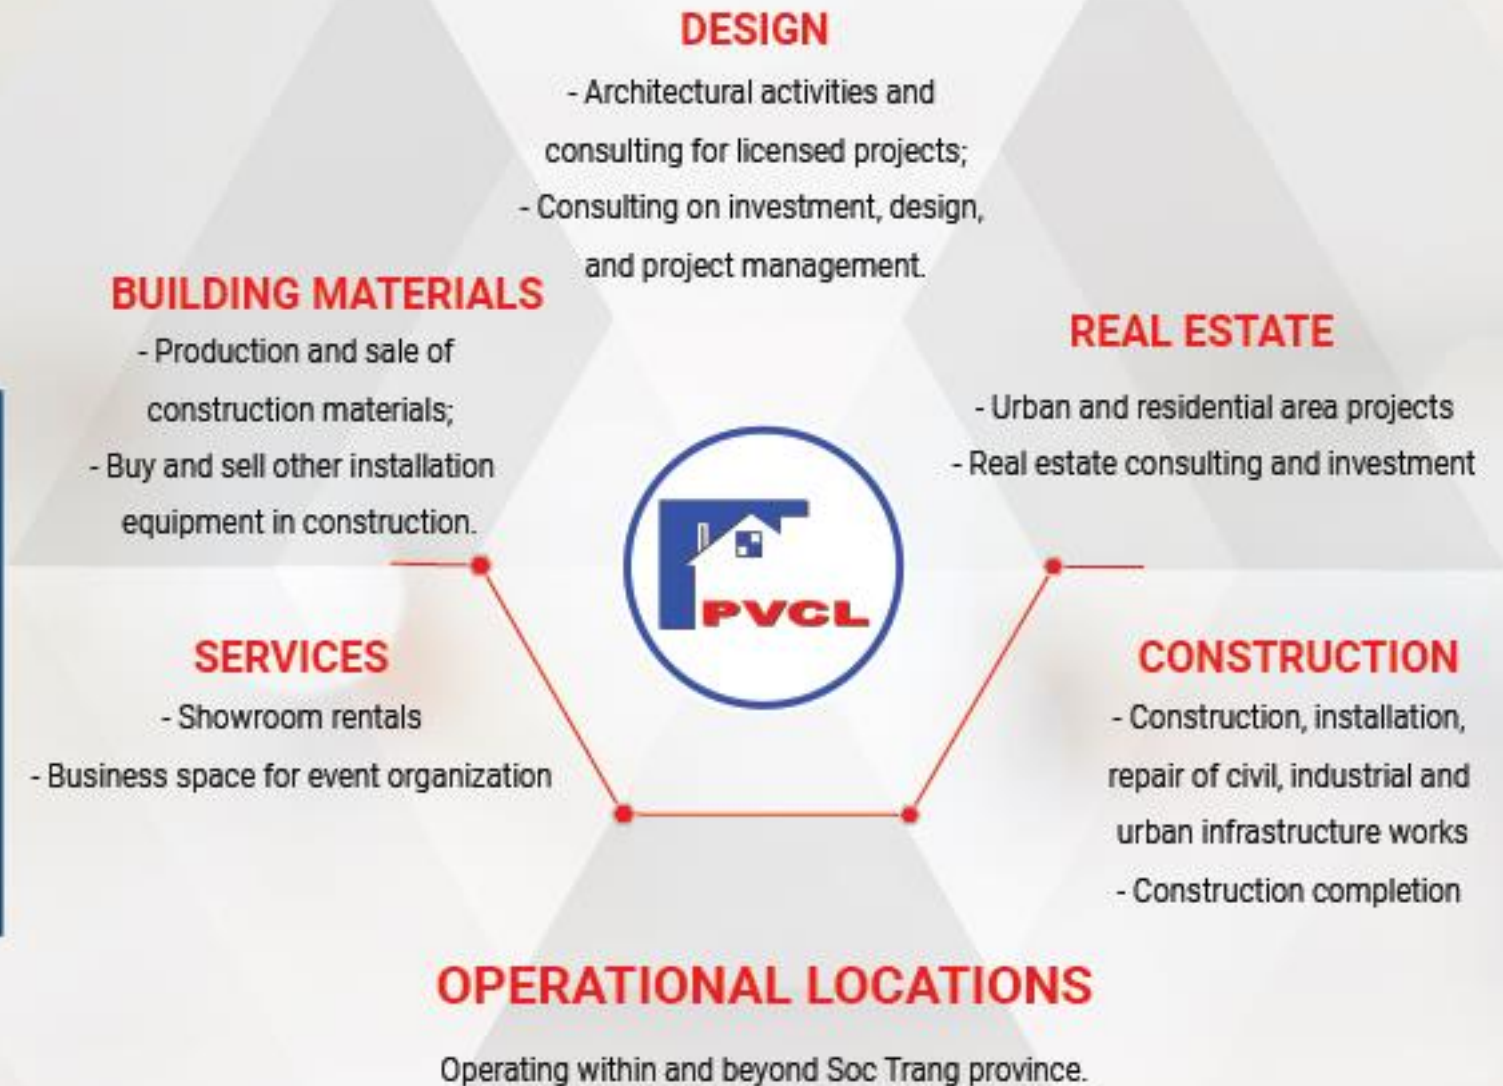 DESIGN
- Architectural activities and
consulting for licensed projects;
- Consulting on investment, design,
and project management.
BUILDING MATERIALS
- Production and sale of
construction materials;
- Buy and sell other installation
equipment in construction.
REAL ESTATE
- Urban and residential area projects
- Real estate consulting and investment
PVCL
SERVICES
- Showroom rentals
- Business space for event organization
CONSTRUCTION
- Construction, installation,
repair of civil, industrial and
urban infrastructure works
- Construction completion
OPERATIONAL LOCATIONS
Operating within and beyond Soc Trang province.